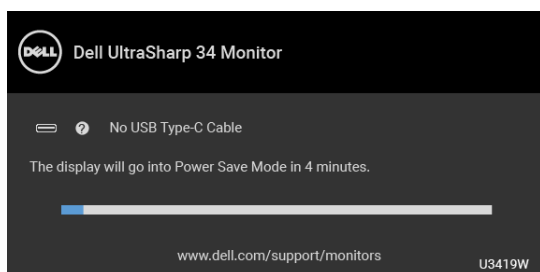 DELL Dell UltraSharp 34 Monitor
? No USB Type-C Cable
The display will go into Power Save Mode in 4 minutes.
www.dell.com/support/monitors
U3419W